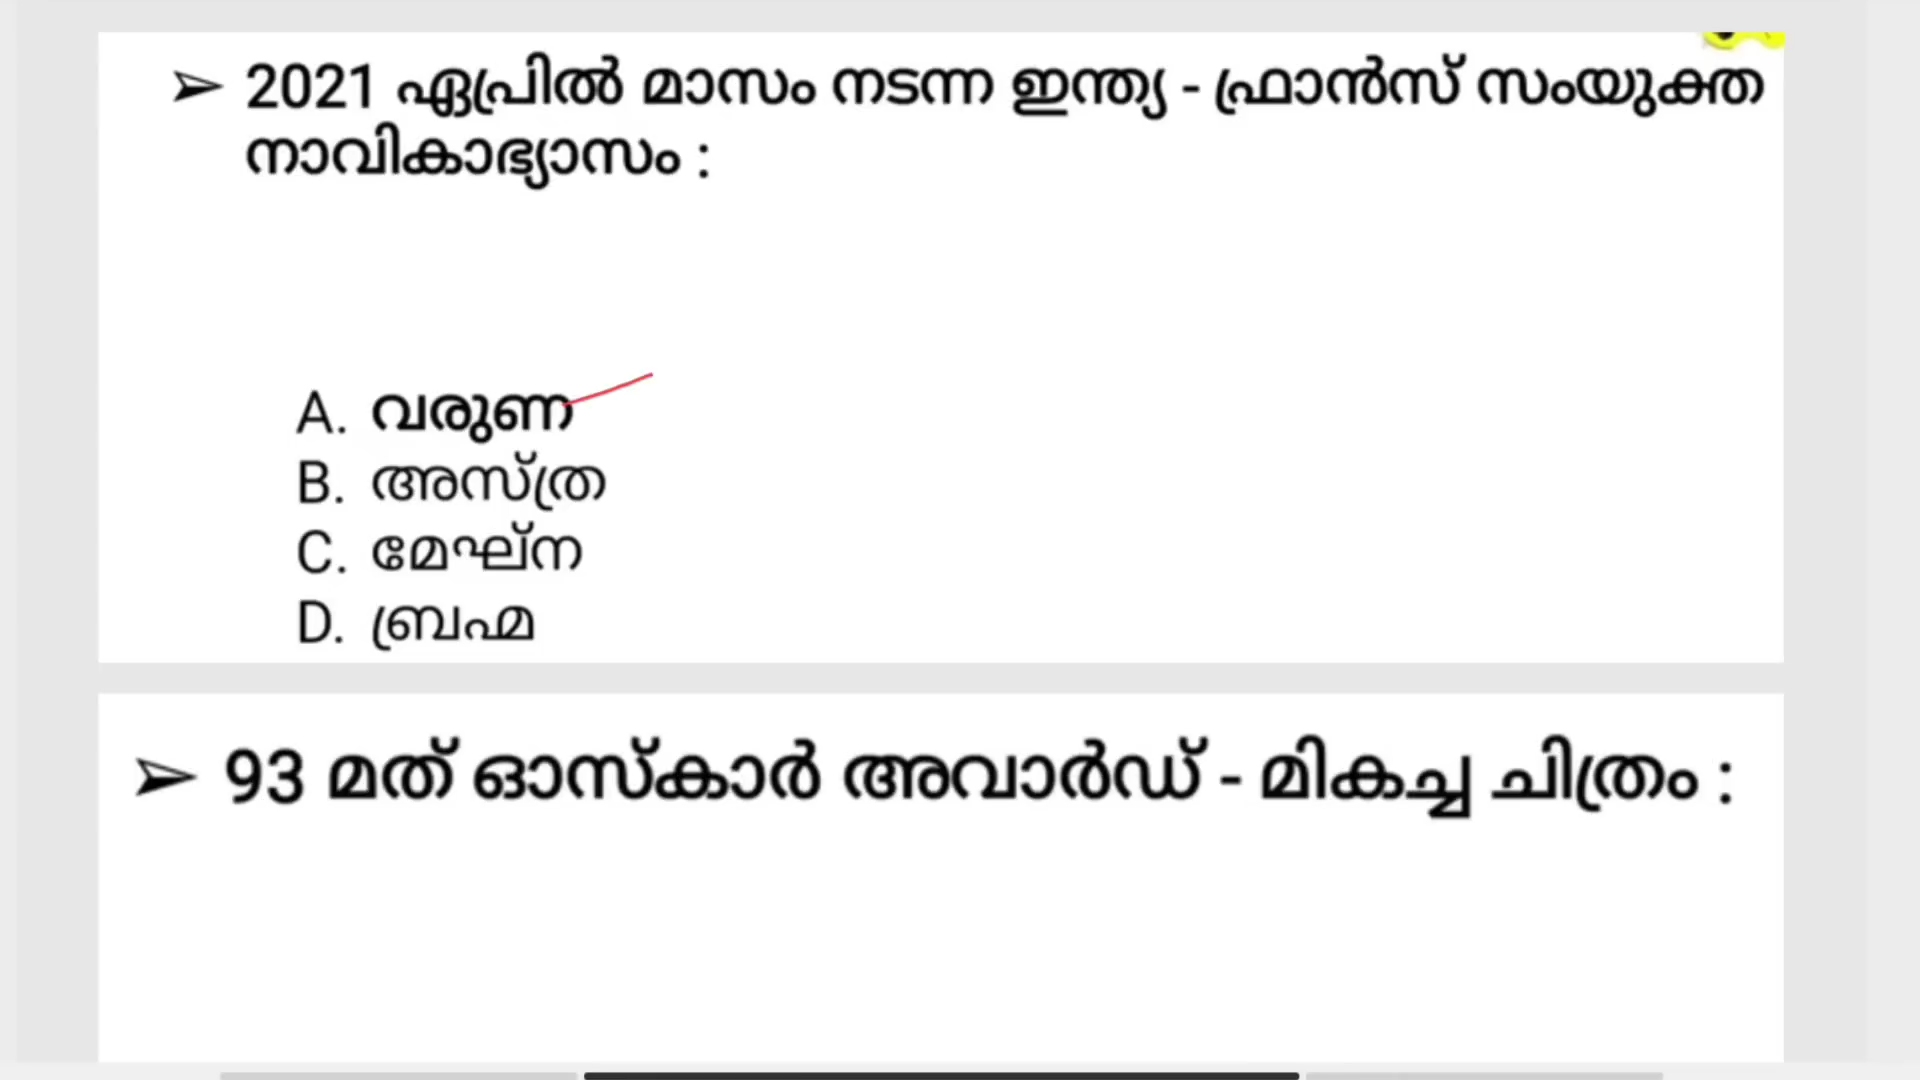 ➢ 2021 ഏപ്രിൽ മാസം നടന്ന ഇന്ത്യ - ഫ്രാൻസ് സംയുക്ത
നാവികാഭ്യാസം :
A. വരുണ
B. അസ്ത്ര
C. മേഘ്ന
D. ബ്രഹ്മ
➢ 93 മത് ഓസ്കാർ അവാർഡ് - മികച്ച ചിത്രം :